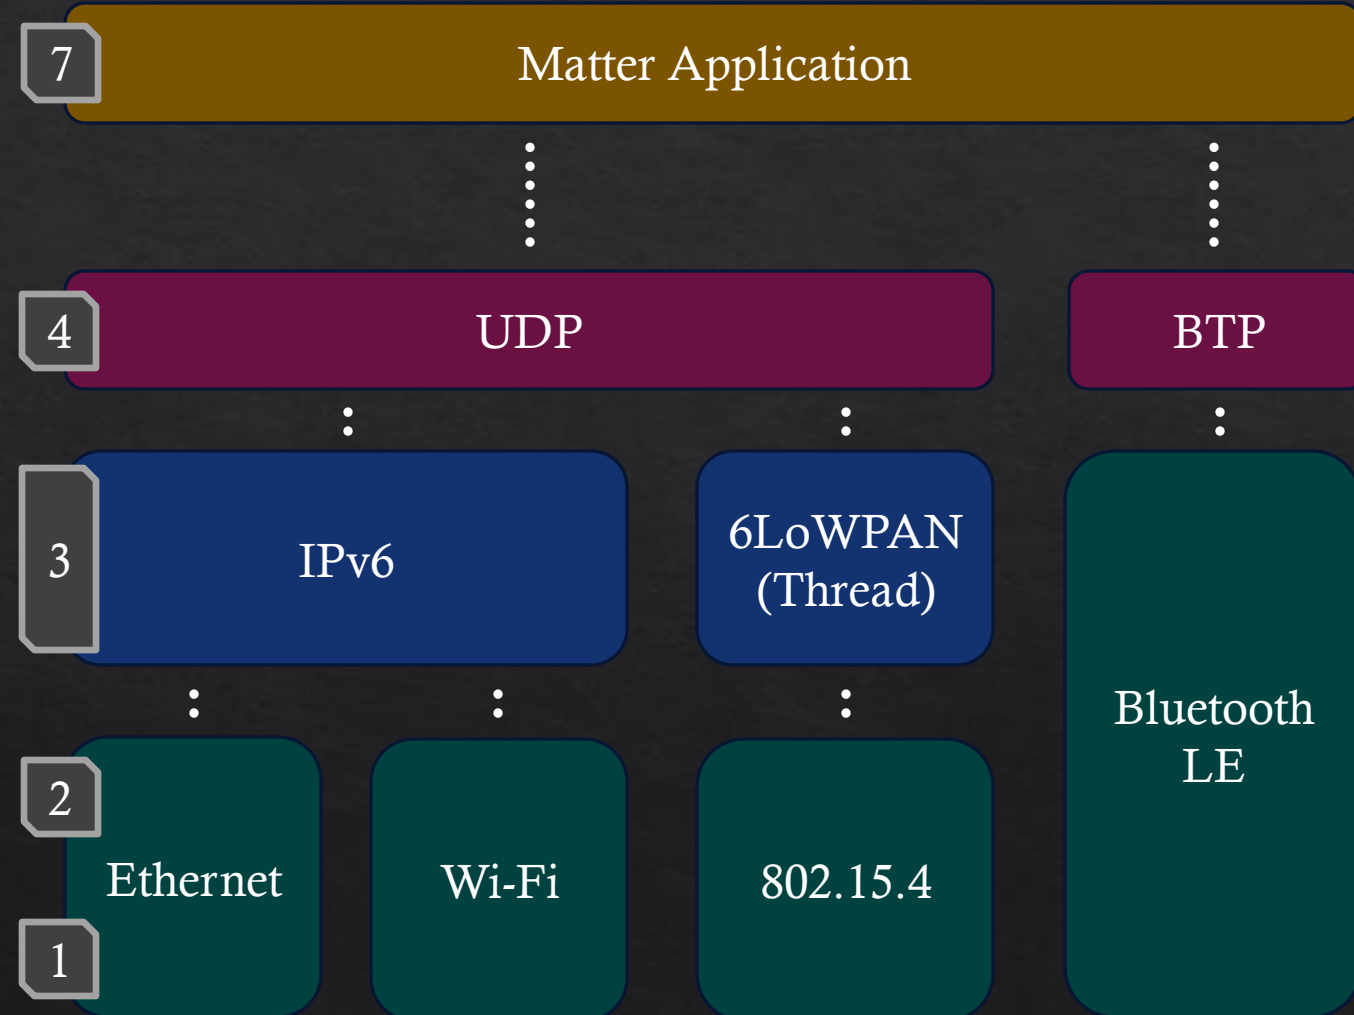 7
Matter Application
4
UDP
BTP
3
IPv6
6LoWPAN
(Thread)
Bluetooth
LE
2
Ethernet
Wi-Fi
802.15.4
1